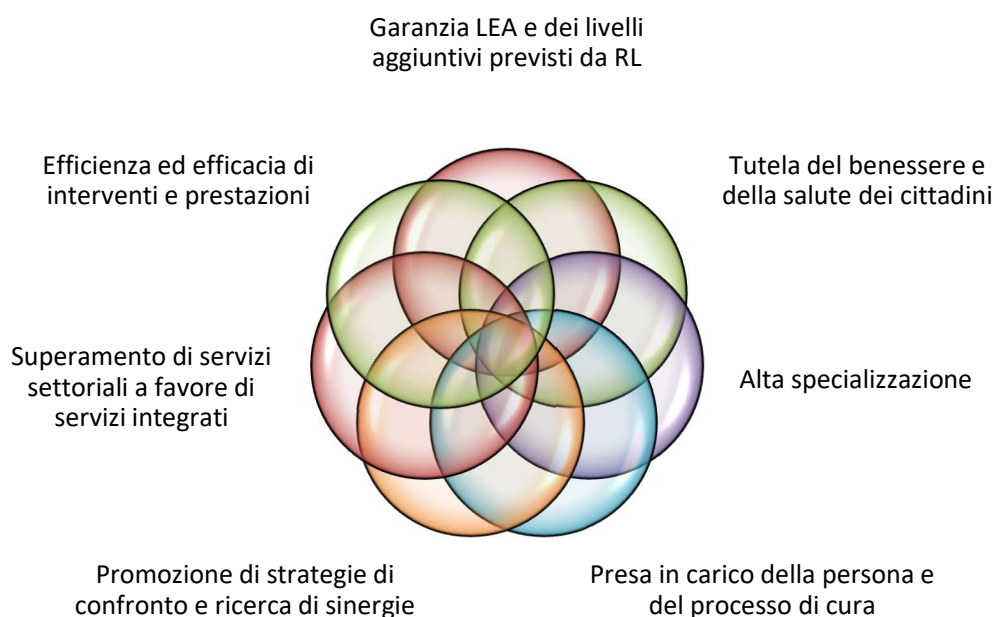 Garanzia LEA e dei livelli
aggiuntivi previsti da RL
Efficienza ed efficacia di
interventi e prestazioni
Tutela del benessere e
della salute dei cittadini
Superamento di servizi
settoriali a favore di
servizi integrati
Alta specializzazione
Promozione di strategie di
confronto e ricerca di sinergie
Presa in carico della persona e
del processo di cura